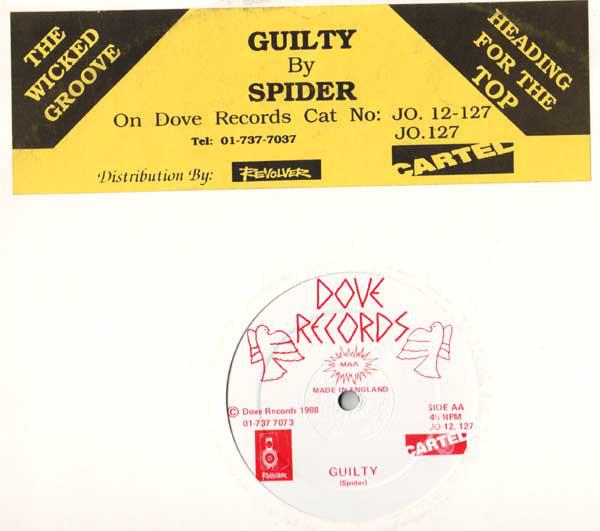 THE
WICKED
GROOVE
GUILTY
By
SPIDER
On Dove Records Cat No: JO. 12-127
JO.127
Tel: 01-737-7037
Distribution By: REVOLVER CARTEL
HEADING
FOR THE
TOP
DOVE
RECORDS
MAA
MADE IN ENGLAND
© Dove Records 1988
01-737 7073
SIDE AA
45 RPM
JO 12. 127
CARTEL
GUILTY
(Spider)